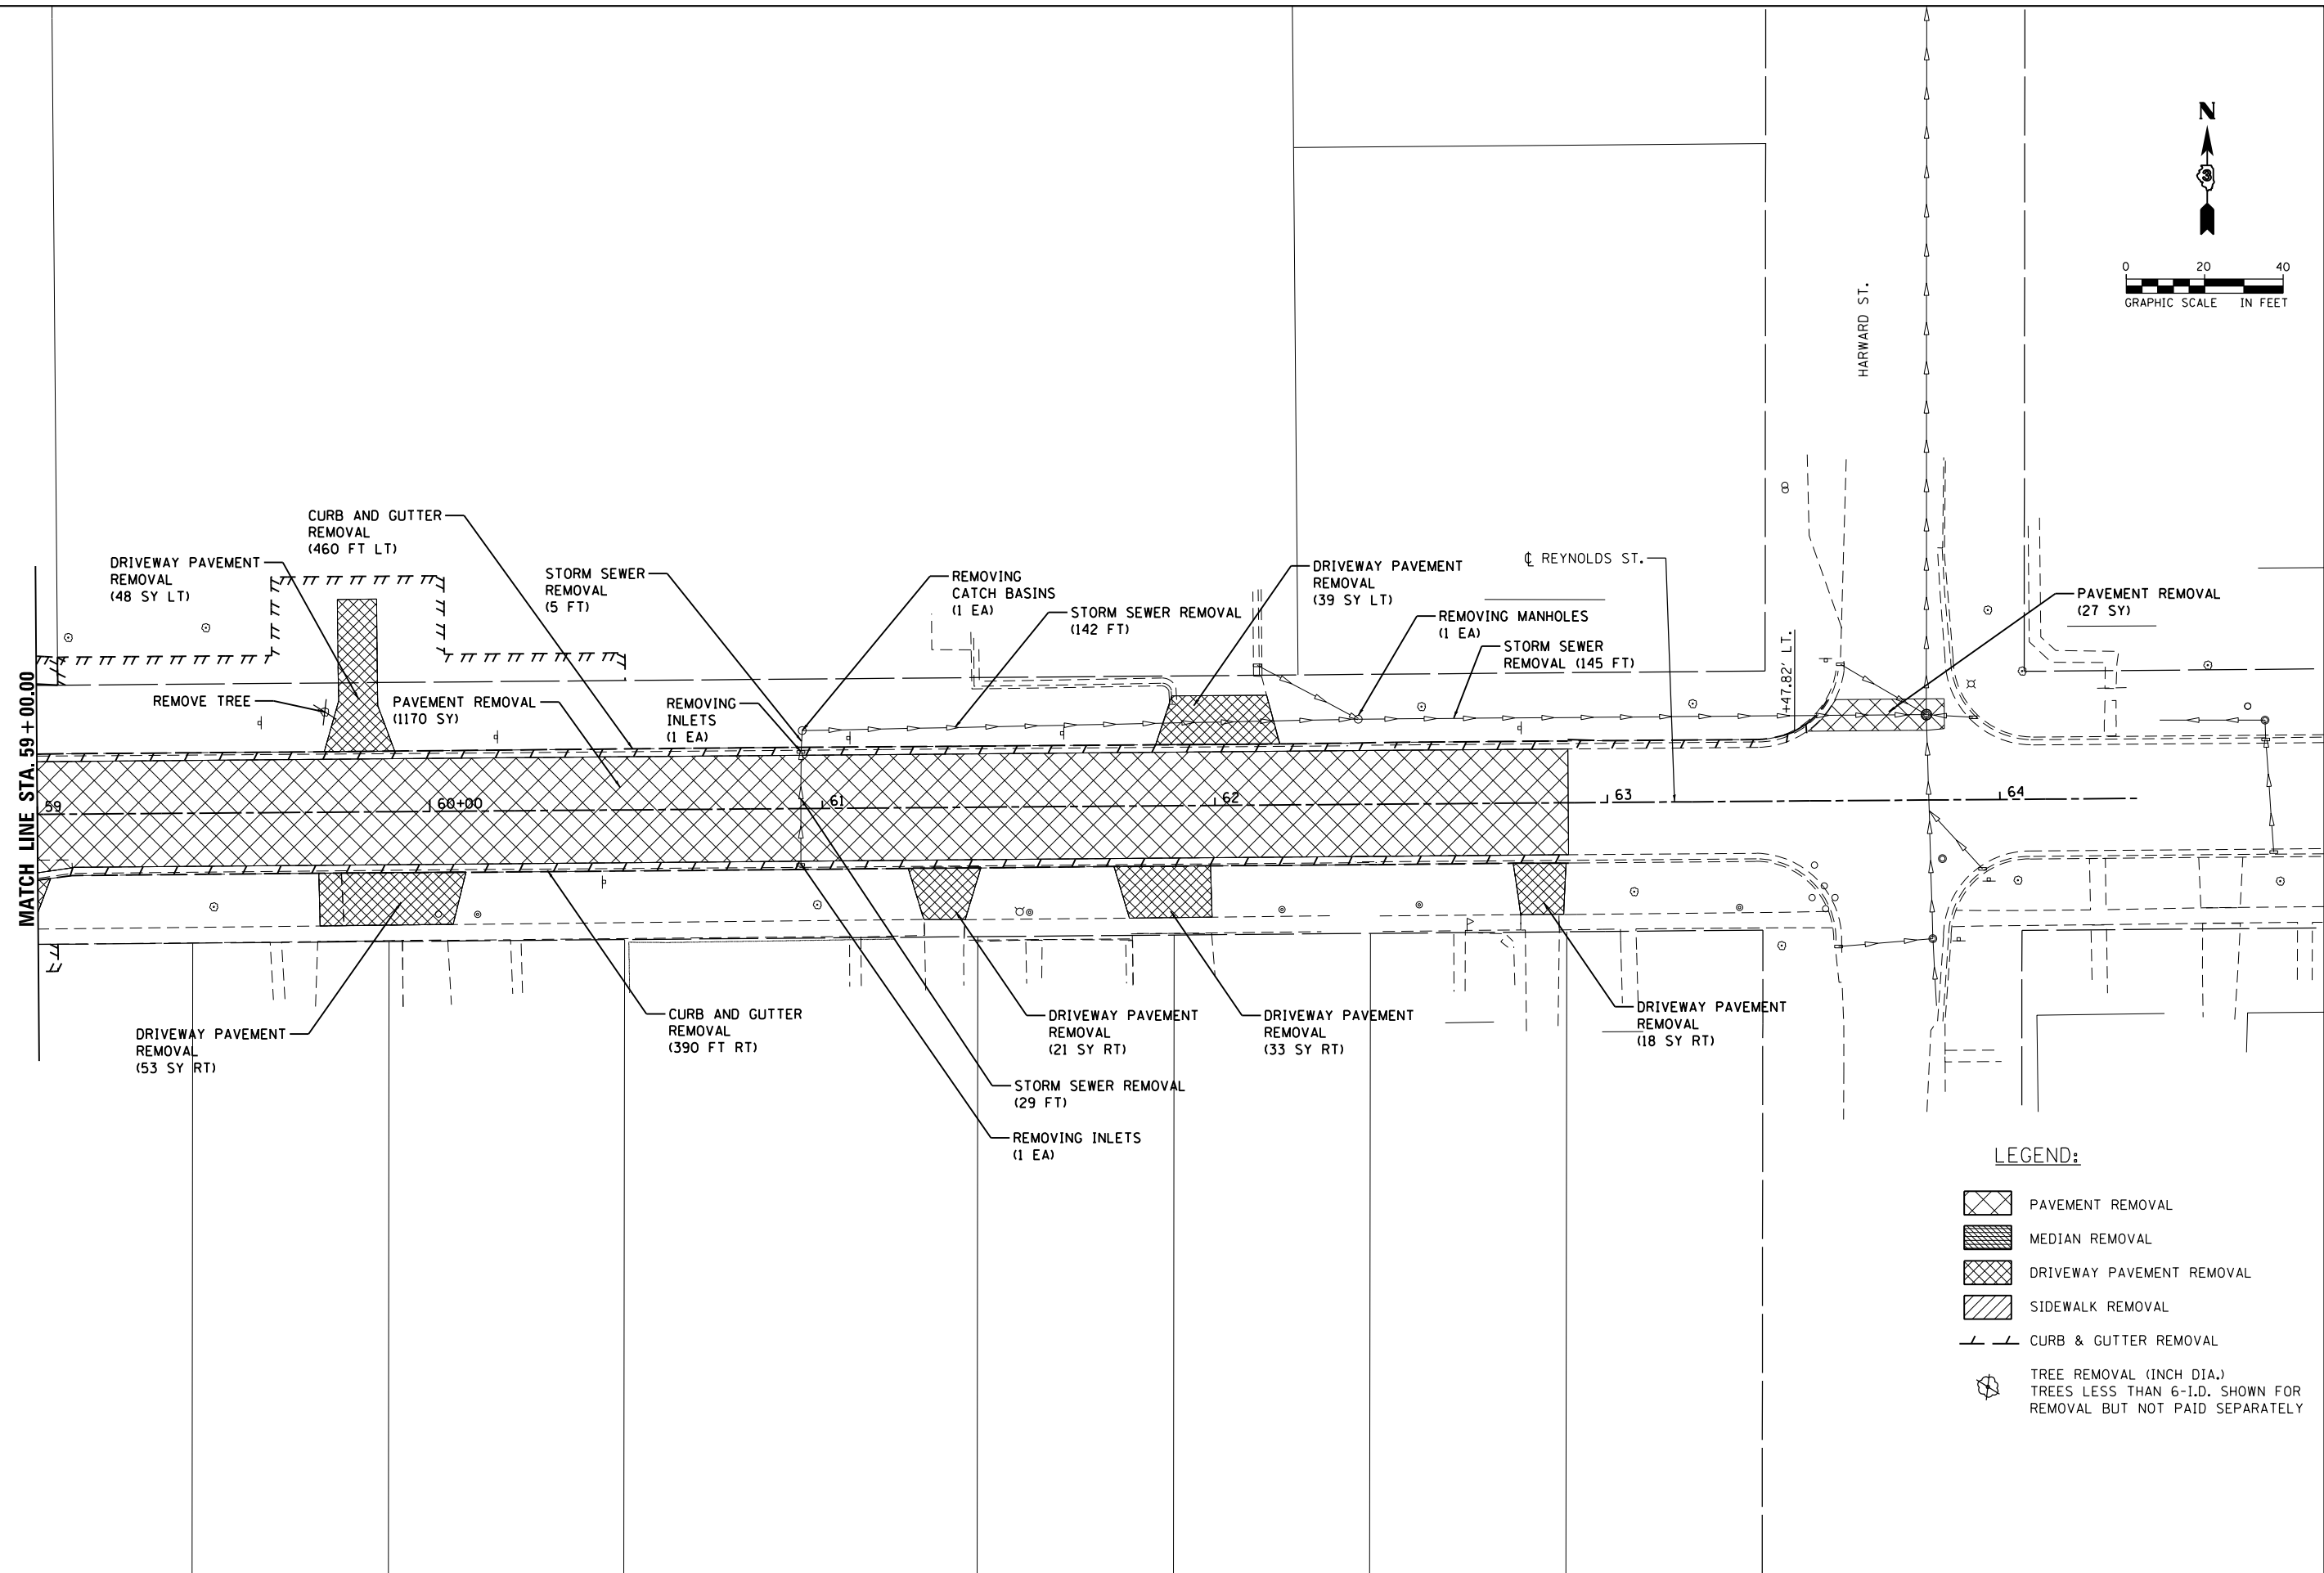 N
3
0 20 40
GRAPHIC SCALE IN FEET
HARWARD ST.
CURB AND GUTTER
REMOVAL
(460 FT LT)
DRIVEWAY PAVEMENT
REMOVAL
(48 SY LT)
STORM SEWER
REMOVAL
(5 FT)
REMOVING
CATCH BASINS
(1 EA)
STORM SEWER REMOVAL
(142 FT)
DRIVEWAY PAVEMENT
REMOVAL
(39 SY LT)
℄ REYNOLDS ST.
REMOVING MANHOLES
(1 EA)
STORM SEWER
REMOVAL (145 FT)
PAVEMENT REMOVAL
(27 SY)
+47.82' LT.
REMOVE TREE
PAVEMENT REMOVAL
(1170 SY)
REMOVING
INLETS
(1 EA)
MATCH LINE STA. 59+00.00
59
60+00
61
62
63
64
DRIVEWAY PAVEMENT
REMOVAL
(53 SY RT)
CURB AND GUTTER
REMOVAL
(390 FT RT)
DRIVEWAY PAVEMENT
REMOVAL
(21 SY RT)
DRIVEWAY PAVEMENT
REMOVAL
(33 SY RT)
DRIVEWAY PAVEMENT
REMOVAL
(18 SY RT)
STORM SEWER REMOVAL
(29 FT)
REMOVING INLETS
(1 EA)
LEGEND:
PAVEMENT REMOVAL
MEDIAN REMOVAL
DRIVEWAY PAVEMENT REMOVAL
SIDEWALK REMOVAL
CURB & GUTTER REMOVAL
TREE REMOVAL (INCH DIA.)
TREES LESS THAN 6-I.D. SHOWN FOR
REMOVAL BUT NOT PAID SEPARATELY